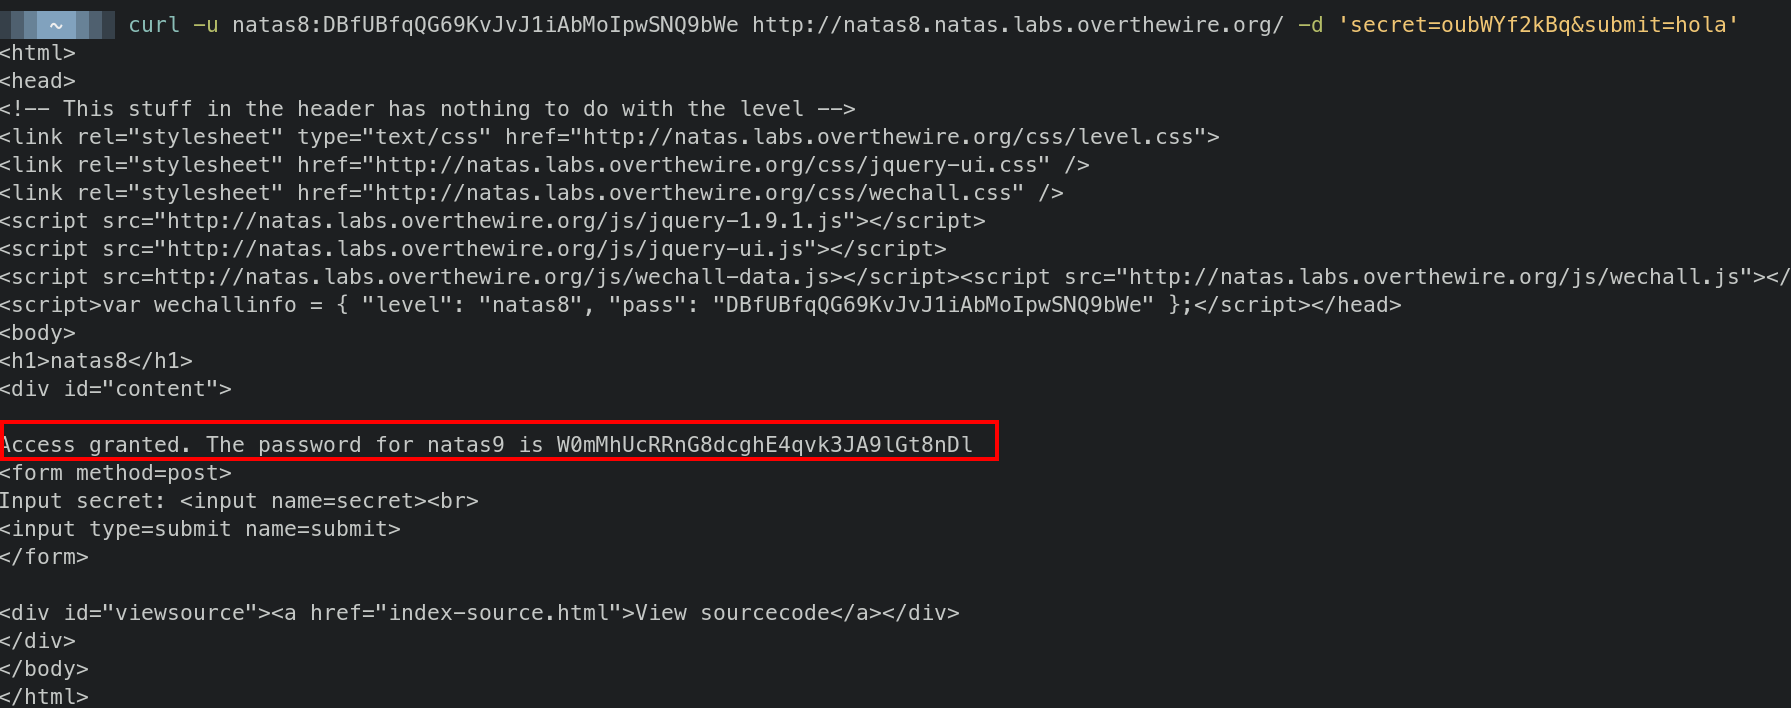 ~ curl -u natas8:DBfUBfqQG69KvJvJ1iAbMoIpwSNQ9bWe http://natas8.natas.labs.overthewire.org/ -d 'secret=oubWYf2kBq&submit=hola'
<html>
<head>
<!-- This stuff in the header has nothing to do with the level -->
<link rel="stylesheet" type="text/css" href="http://natas.labs.overthewire.org/css/level.css">
<link rel="stylesheet" href="http://natas.labs.overthewire.org/css/jquery-ui.css" />
<link rel="stylesheet" href="http://natas.labs.overthewire.org/css/wechall.css" />
<script src="http://natas.labs.overthewire.org/js/jquery-1.9.1.js"></script>
<script src="http://natas.labs.overthewire.org/js/jquery-ui.js"></script>
<script src=http://natas.labs.overthewire.org/js/wechall-data.js></script><script src="http://natas.labs.overthewire.org/js/wechall.js"></
<script>var wechallinfo = { "level": "natas8", "pass": "DBfUBfqQG69KvJvJ1iAbMoIpwSNQ9bWe" };</script></head>
<body>
<h1>natas8</h1>
<div id="content">
Access granted. The password for natas9 is W0mMhUcRRnG8dcghE4qvk3JA9lGt8nDl
<form method=post>
Input secret: <input name=secret><br>
<input type=submit name=submit>
</form>
<div id="viewsource"><a href="index-source.html">View sourcecode</a></div>
</div>
</body>
</html>